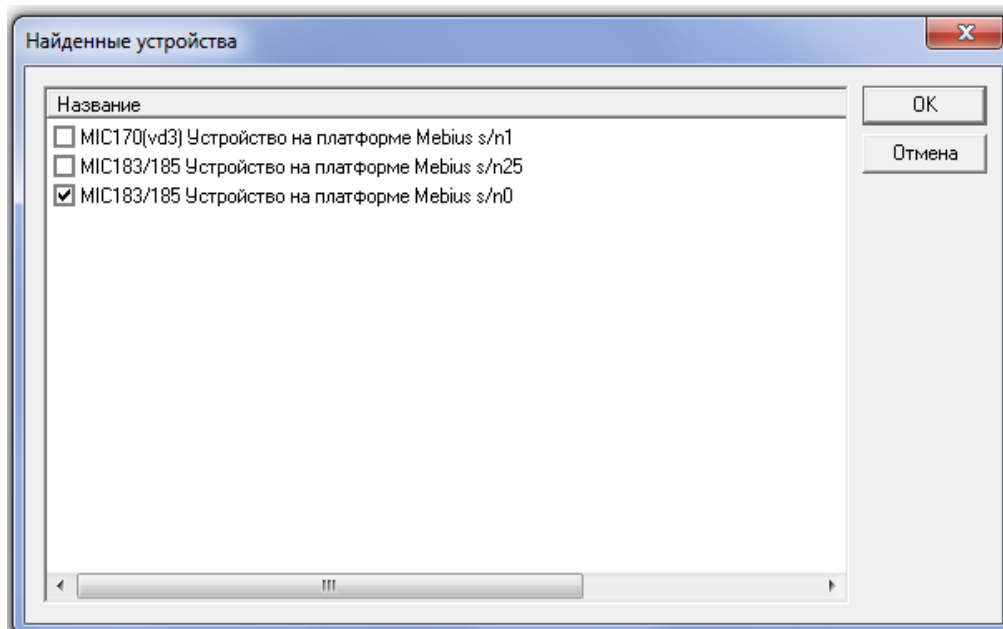 Найденные устройства
Название
MIC170(vd3) Устройство на платформе Mebius s/n1
MIC183/185 Устройство на платформе Mebius s/n25
MIC183/185 Устройство на платформе Mebius s/n0
OK
Отмена